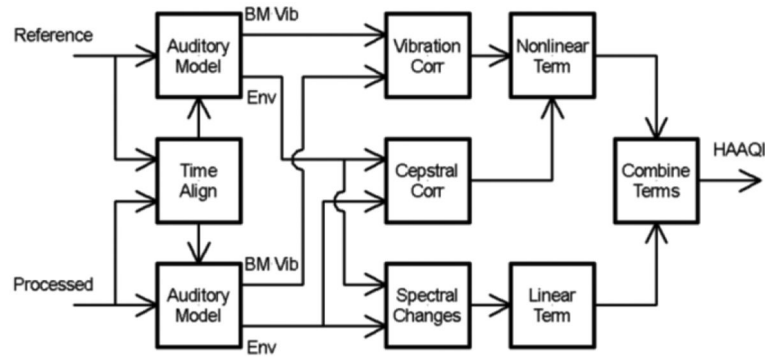 BM Vib
Reference
Auditory
Model
Vibration
Corr
Nonlinear
Term
Env
Time
Align
Cepstral
Corr
Combine
Terms
HAAQI
BM Vib
Processed
Auditory
Model
Spectral
Changes
Linear
Term
Env